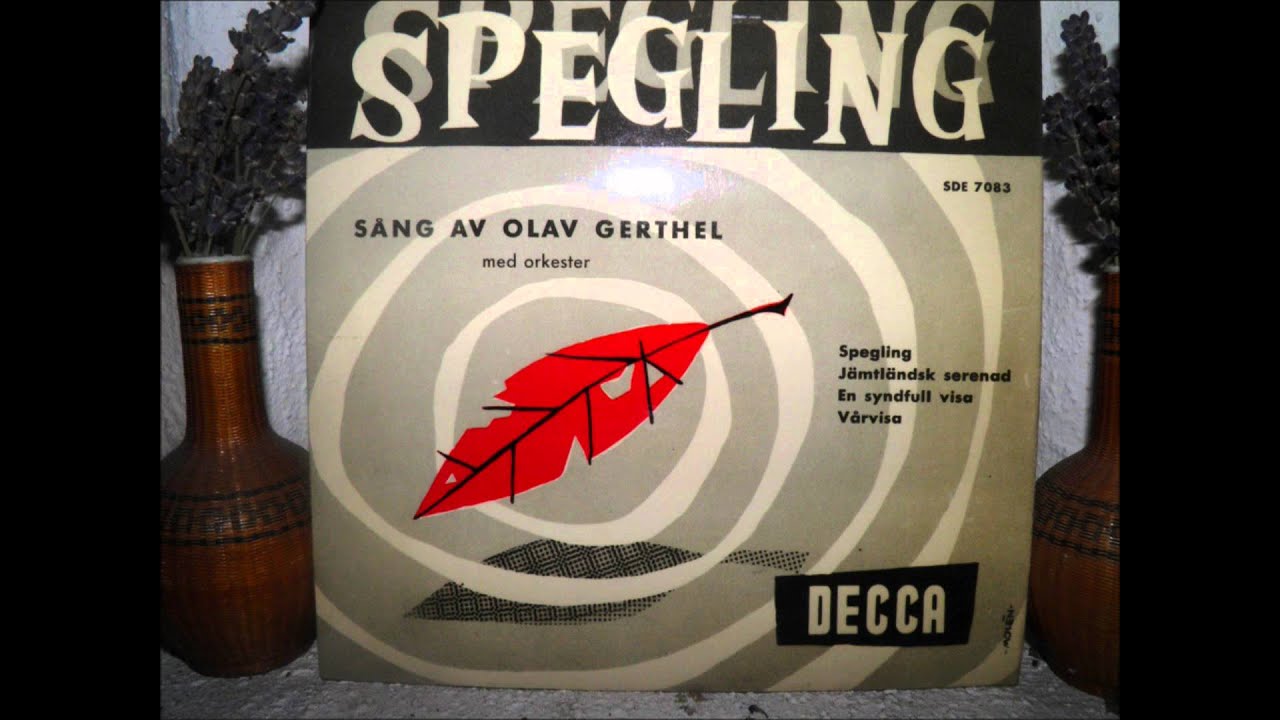 SPEGLING
SDE 7083
SÅNG AV OLAV GERTHEL
med orkester
Spegling
Jämtländsk serenad
En syndfull visa
Vårvisa
DECCA